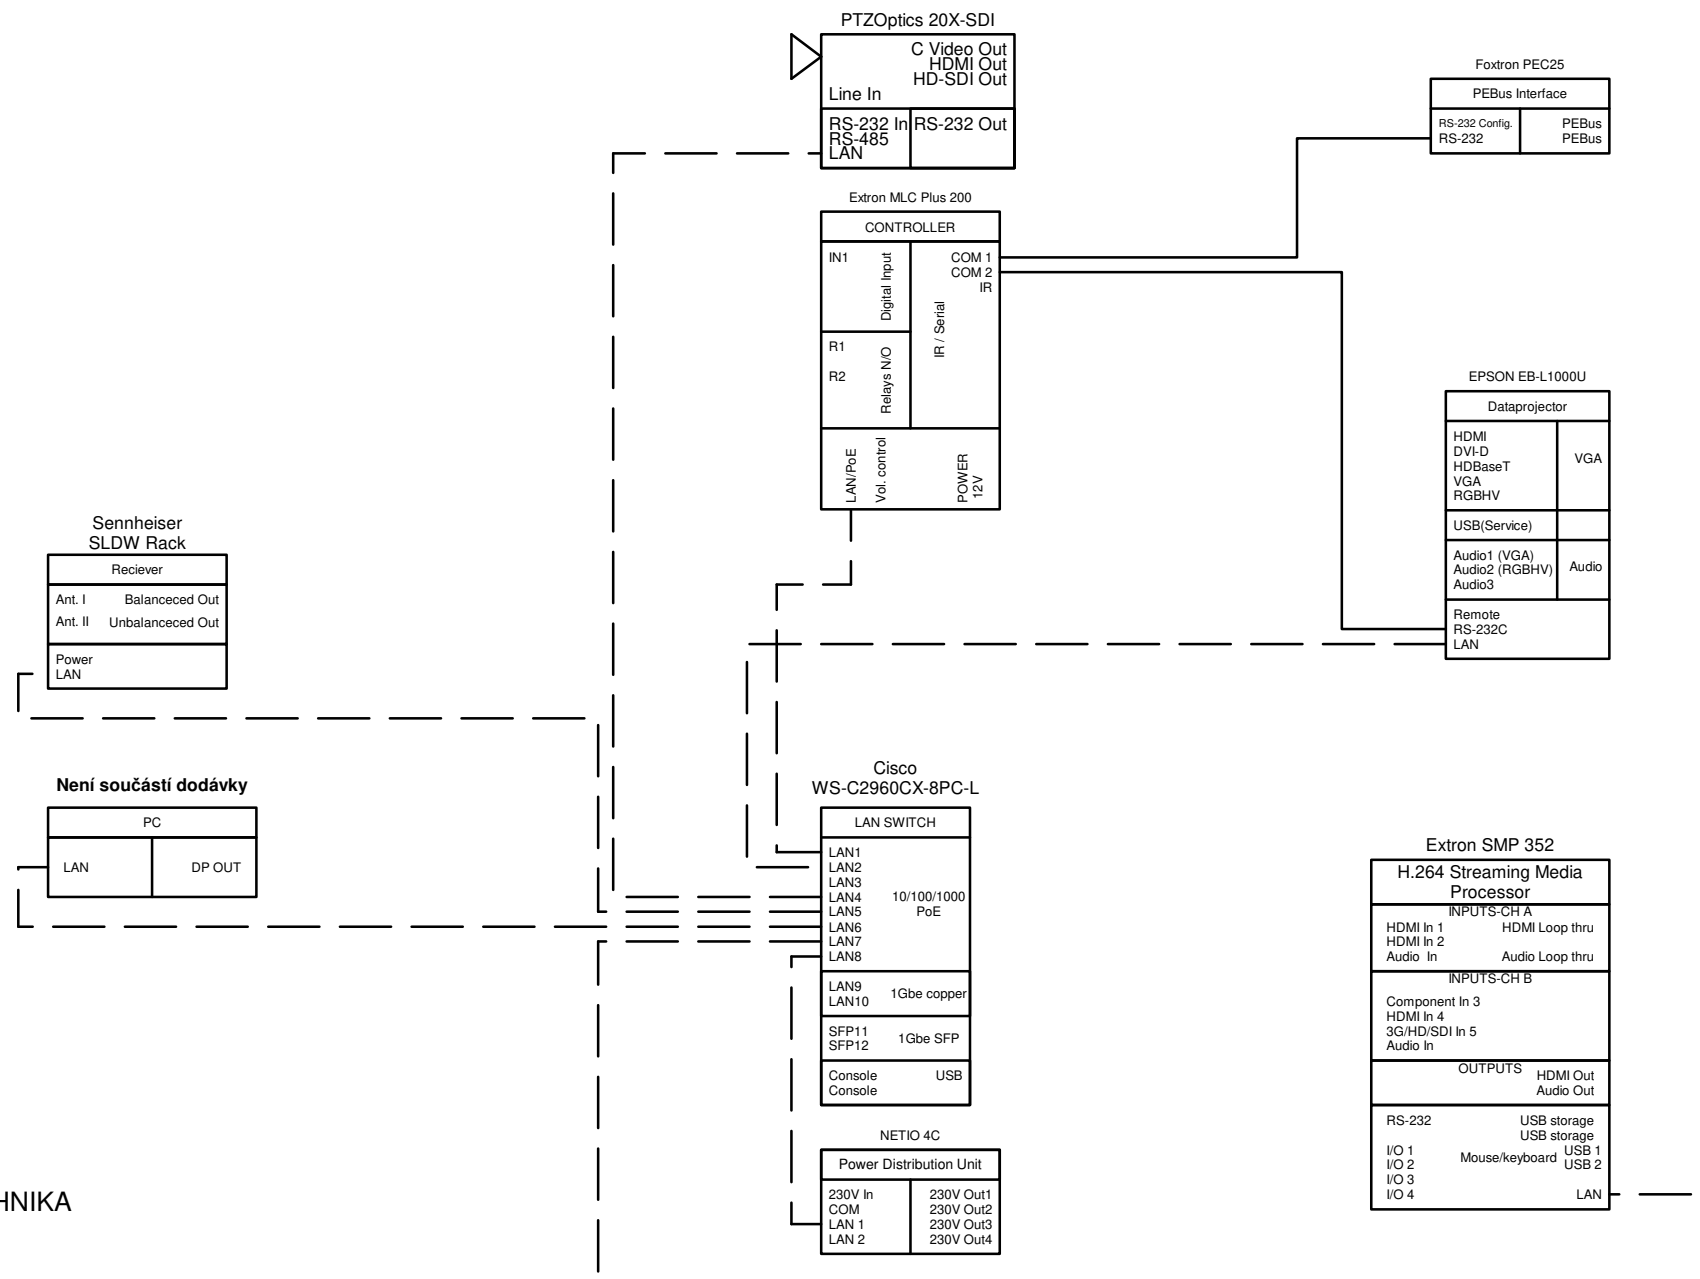 PTZOptics 20X-SDI
C Video Out
HDMI Out
HD-SDI Out
Line In
RS-232 In RS-232 Out
RS-485
LAN
Foxtron PEC25
PEBus Interface
RS-232 Config. PEBus
RS-232 PEBus
Extron MLC Plus 200
CONTROLLER
IN1 Digital Input
COM 1
COM 2
IR
IR / Serial
R1
R2
Relays N/O
LAN/PoE
Vol. control
POWER
12V
EPSON EB-L1000U
Dataprojector
HDMI
DVI-D
HDBaseT
VGA
RGBHV
VGA
USB(Service)
Audio1 (VGA)
Audio2 (RGBHV)
Audio3
Audio
Remote
RS-232C
LAN
Sennheiser
SLDW Rack
Reciever
Ant. I Balanceced Out
Ant. II Unbalanceced Out
Power
LAN
Není součástí dodávky
PC
LAN DP OUT
Cisco
WS-C2960CX-8PC-L
LAN SWITCH
LAN1
LAN2
LAN3
LAN4
LAN5
LAN6
LAN7
LAN8
10/100/1000
PoE
LAN9
LAN10
1Gbe copper
SFP11
SFP12
1Gbe SFP
Console USB
Console
NETIO 4C
Power Distribution Unit
230V In 230V Out1
COM 230V Out2
LAN 1 230V Out3
LAN 2 230V Out4
Extron SMP 352
H.264 Streaming Media
Processor
INPUTS-CH A
HDMI In 1 HDMI Loop thru
HDMI In 2
Audio In Audio Loop thru
INPUTS-CH B
Component In 3
HDMI In 4
3G/HD/SDI In 5
Audio In
OUTPUTS
HDMI Out
Audio Out
RS-232 USB storage
USB storage
I/O 1 USB 1
Mouse/keyboard
I/O 2 USB 2
I/O 3
I/O 4 LAN
HNIKA